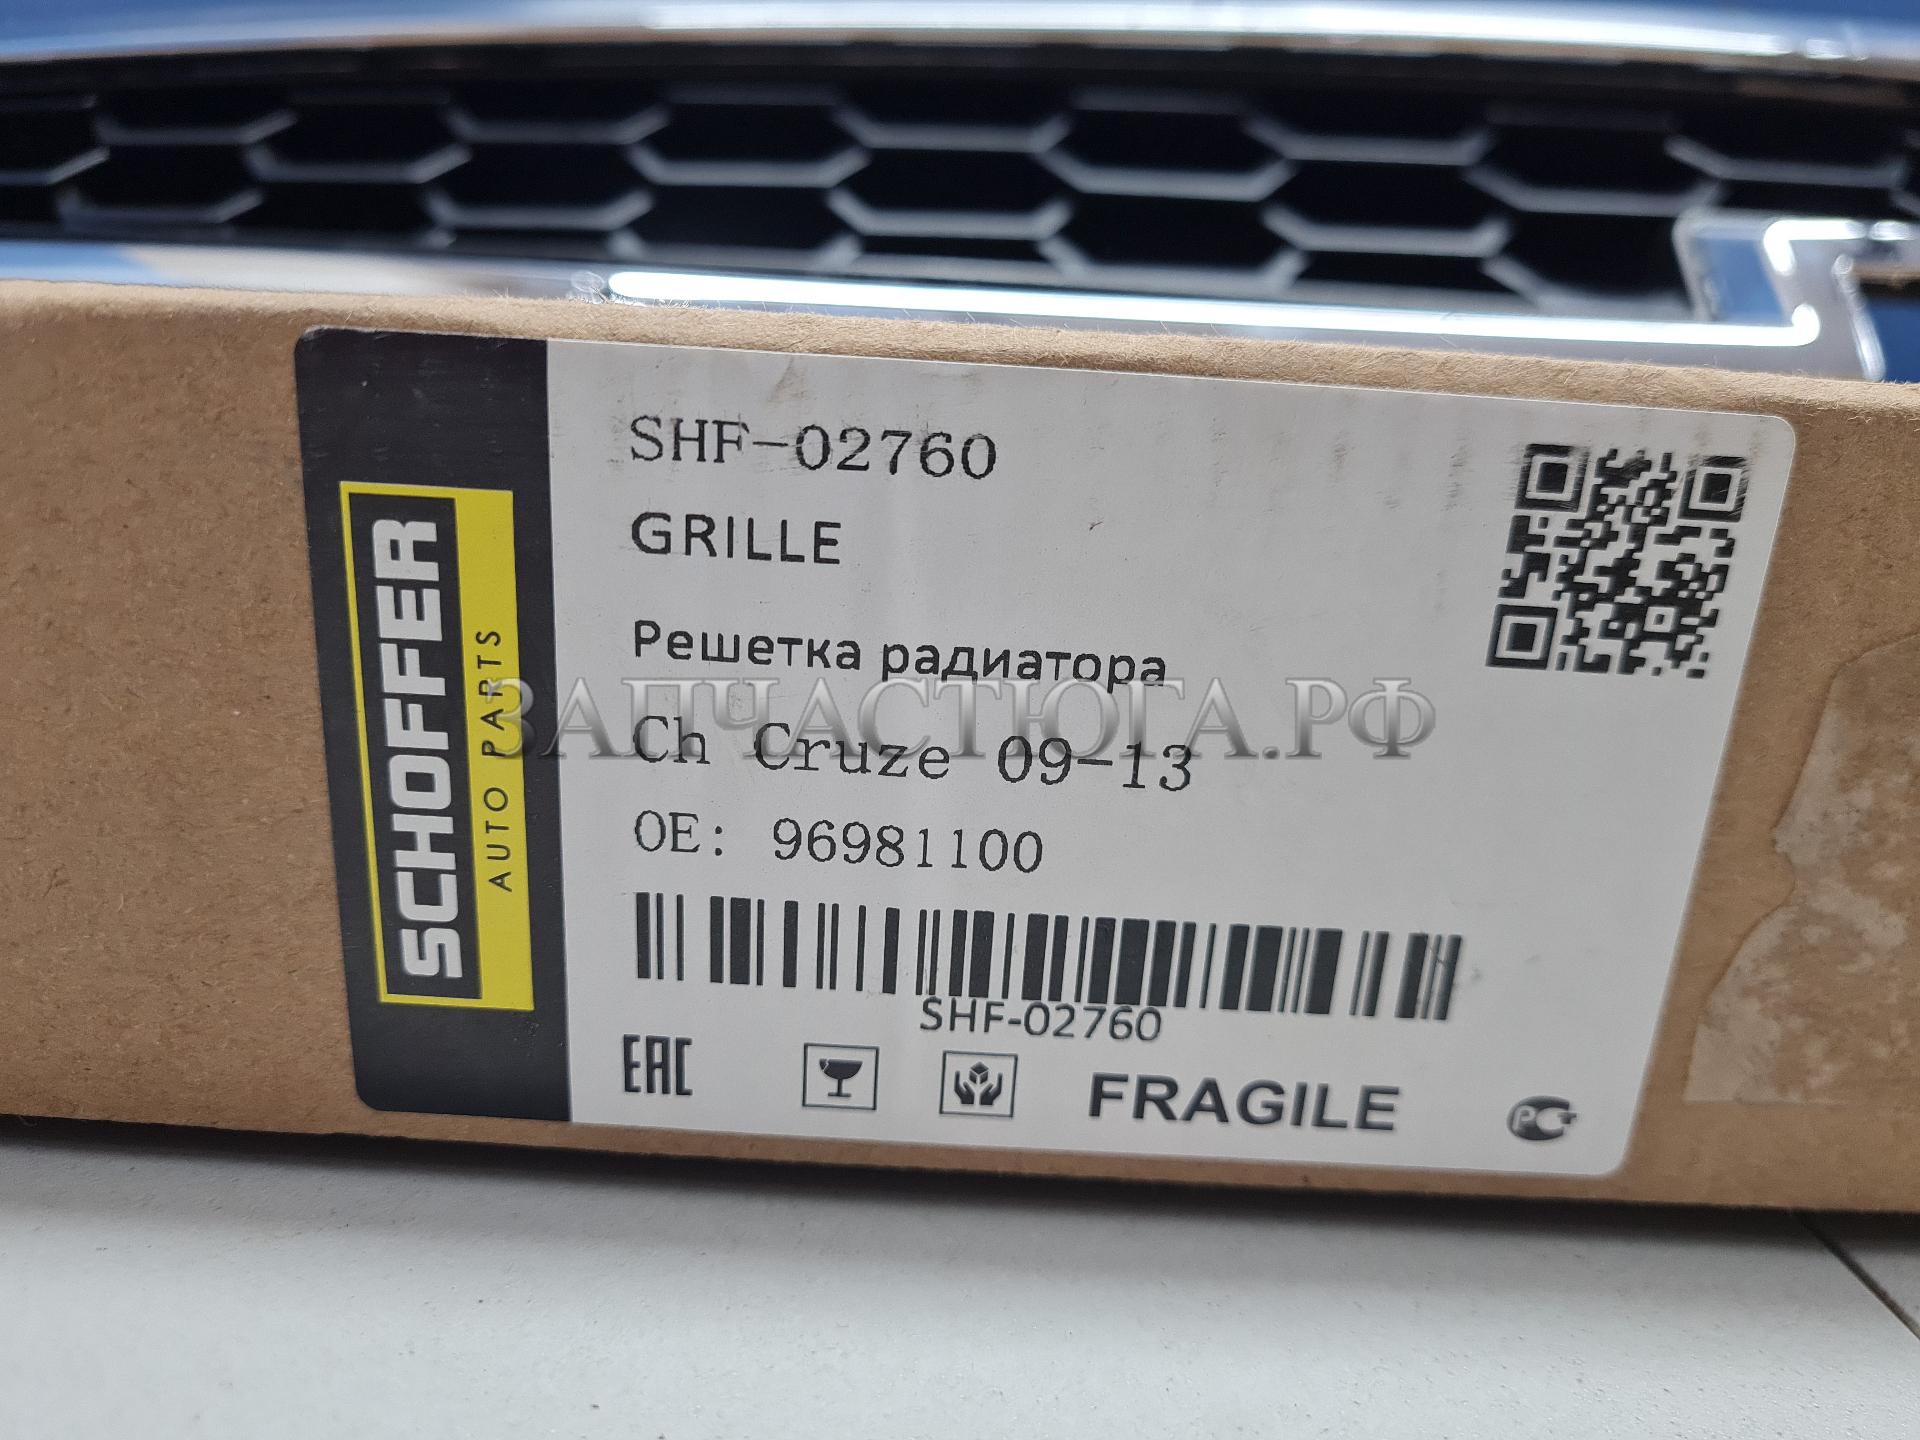 SCHOFFER
AUTO PARTS
SHF-02760
GRILLE
Решетка радиатора
ЗАПЧАСТЮГА.РФ
Ch Cruze 09-13
OE: 96981100
SHF-02760
EAC
FRAGILE
РСТ